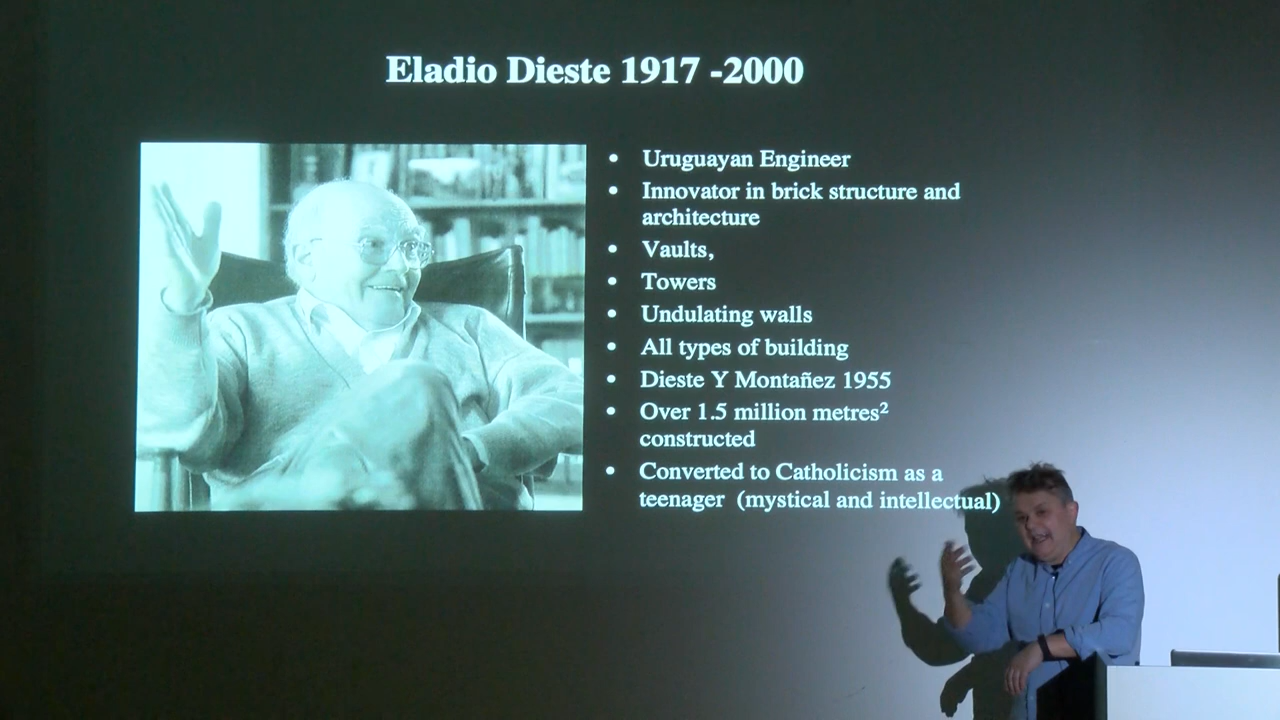 Eladio Dieste 1917 -2000
• Uruguayan Engineer
• Innovator in brick structure and
architecture
• Vaults,
• Towers
• Undulating walls
• All types of building
• Dieste Y Montañez 1955
• Over 1.5 million metres²
constructed
• Converted to Catholicism as a
teenager (mystical and intellectual)